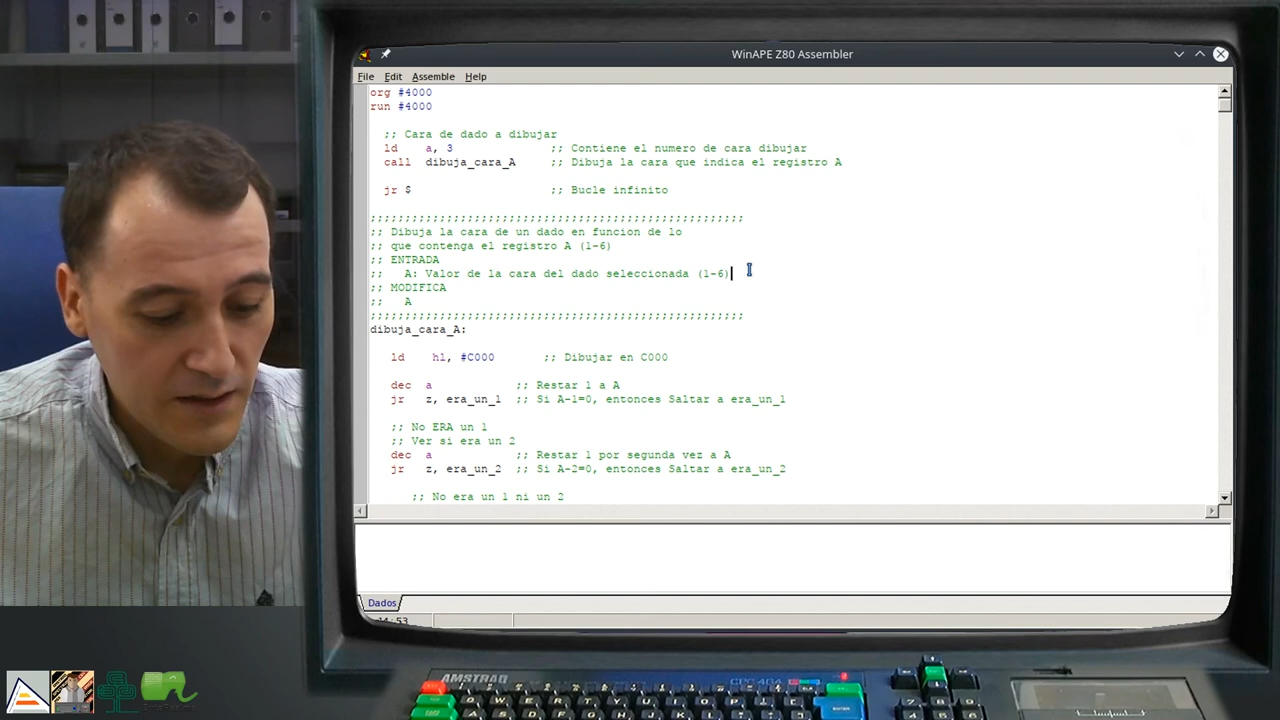 WinAPE Z80 Assembler
File Edit Assemble Help
org #4000
run #4000
;; Cara de dado a dibujar
ld a, 3 ;; Contiene el numero de cara dibujar
call dibuja_cara_A ;; Dibuja la cara que indica el registro A
jr $ ;; Bucle infinito
;;;;;;;;;;;;;;;;;;;;;;;;;;;;;;;;;;;;;;;;;;;;;;;;;;;;;;
;; Dibuja la cara de un dado en funcion de lo
;; que contenga el registro A (1-6)
;; ENTRADA
;; A: Valor de la cara del dado seleccionada (1-6)
;; MODIFICA
;; A
;;;;;;;;;;;;;;;;;;;;;;;;;;;;;;;;;;;;;;;;;;;;;;;;;;;;;;
dibuja_cara_A:
ld hl, #C000 ;; Dibujar en C000
dec a ;; Restar 1 a A
jr z, era_un_1 ;; Si A-1=0, entonces Saltar a era_un_1
;; No ERA un 1
;; Ver si era un 2
dec a ;; Restar 1 por segunda vez a A
jr z, era_un_2 ;; Si A-2=0, entonces Saltar a era_un_2
;; No era un 1 ni un 2
Dados
AMSTRAD
ENTER